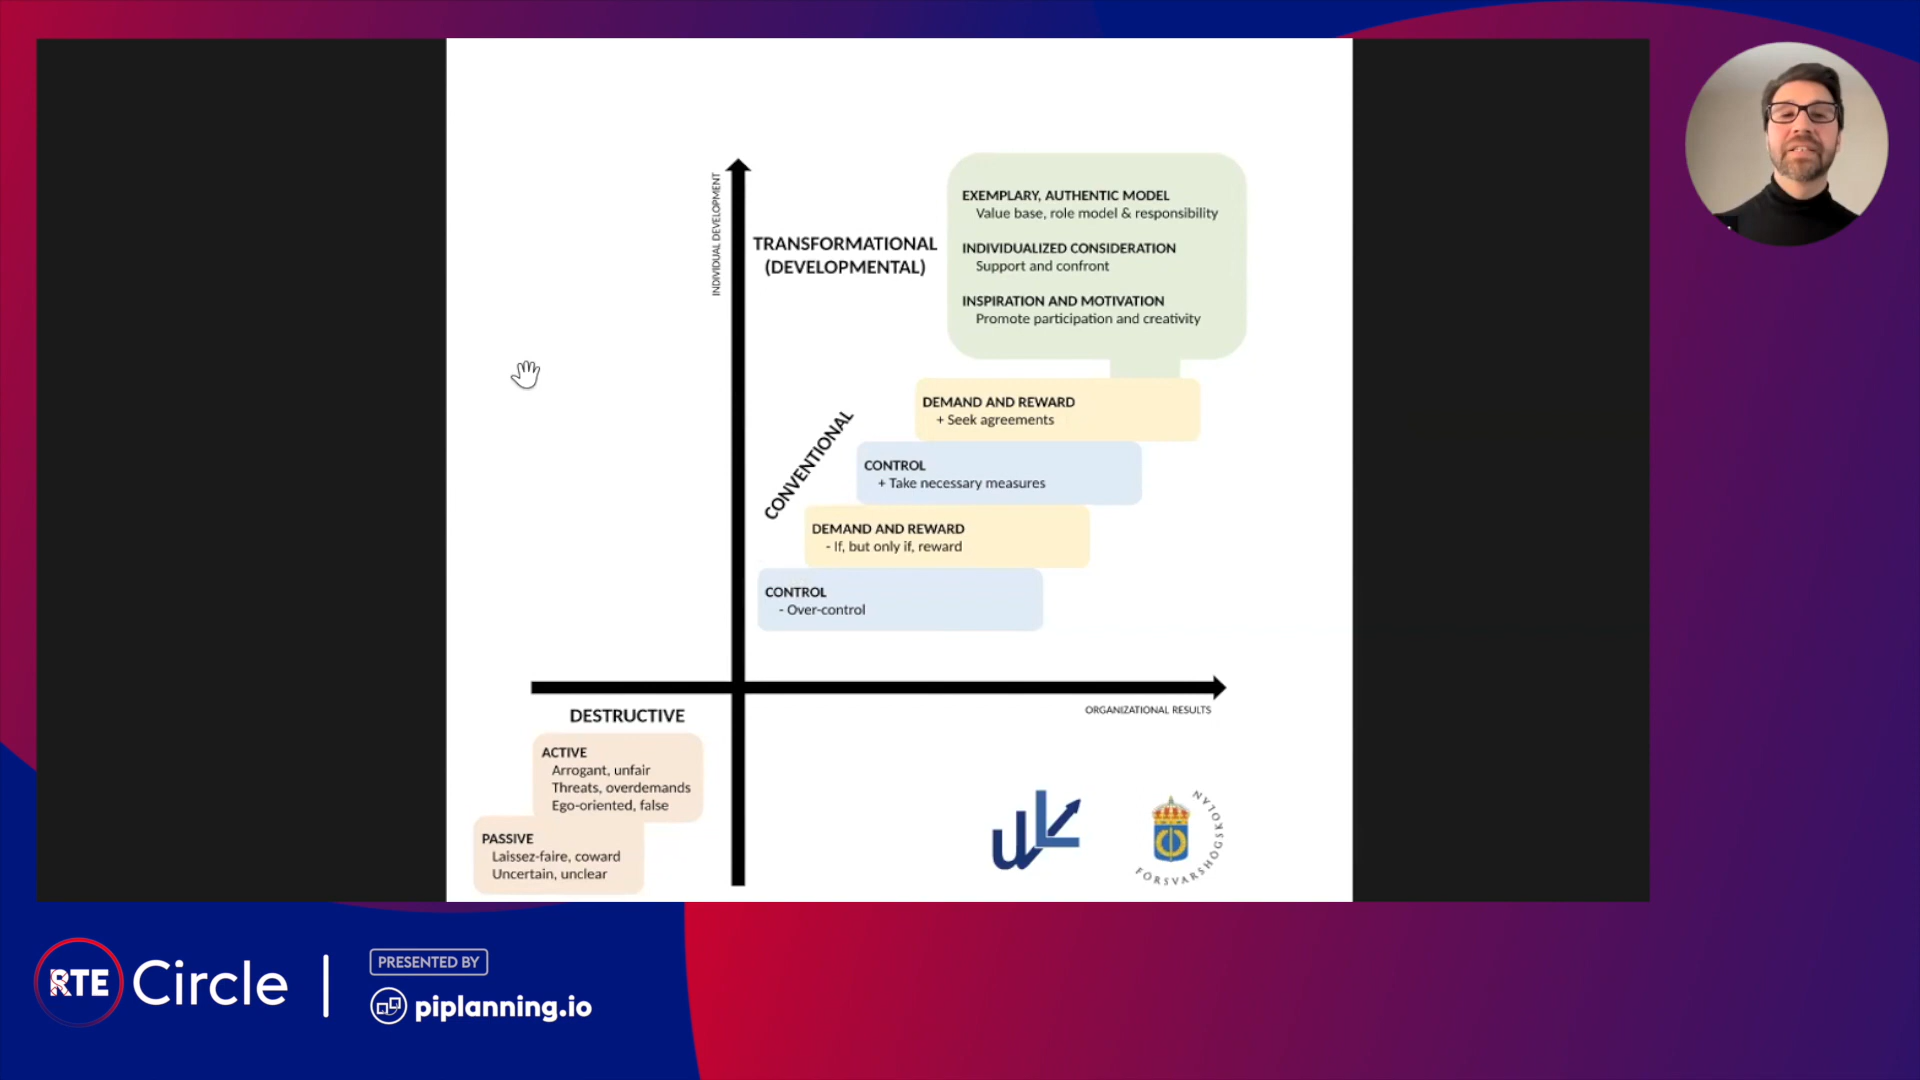 INDIVIDUAL DEVELOPMENT
TRANSFORMATIONAL
(DEVELOPMENTAL)
EXEMPLARY, AUTHENTIC MODEL
Value base, role model & responsibility
INDIVIDUALIZED CONSIDERATION
Support and confront
INSPIRATION AND MOTIVATION
Promote participation and creativity
CONVENTIONAL
DEMAND AND REWARD
+ Seek agreements
CONTROL
+ Take necessary measures
DEMAND AND REWARD
- If, but only if, reward
CONTROL
- Over-control
ORGANIZATIONAL RESULTS
DESTRUCTIVE
ACTIVE
Arrogant, unfair
Threats, overdemands
Ego-oriented, false
PASSIVE
Laissez-faire, coward
Uncertain, unclear
UL
FÖRSVARSHÖGSKOLAN
RTE Circle
PRESENTED BY
piplanning.io